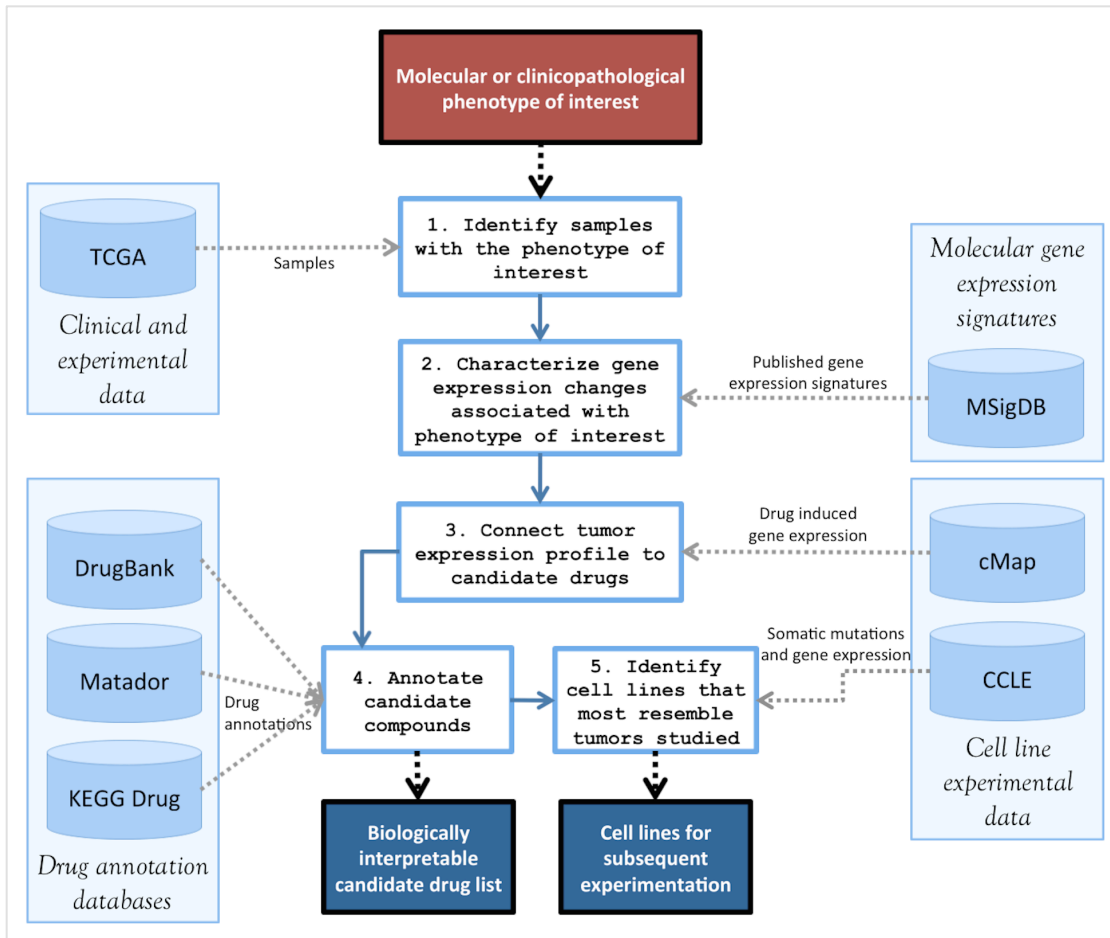 Molecular or clinicopathological
phenotype of interest
1. Identify samples
with the phenotype of
interest
TCGA
Samples
Clinical and
experimental
data
Molecular gene
expression
signatures
MSigDB
Published gene
expression signatures
2. Characterize gene
expression changes
associated with
phenotype of interest
3. Connect tumor
expression profile to
candidate drugs
Drug induced
gene expression
cMap
Somatic mutations
and gene expression
CCLE
Cell line
experimental
data
DrugBank
Matador
KEGG Drug
Drug annotation
databases
Drug
annotations
4. Annotate
candidate
compounds
5. Identify
cell lines that
most resemble
tumors studied
Biologically
interpretable
candidate drug list
Cell lines for
subsequent
experimentation